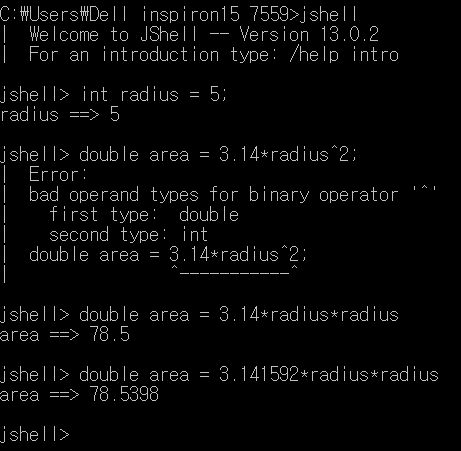 C:₩Users₩Dell inspiron15 7559>jshell
|  Welcome to JShell -- Version 13.0.2
|  For an introduction type: /help intro

jshell> int radius = 5;
radius ==> 5

jshell> double area = 3.14*radius^2;
|  Error:
|  bad operand types for binary operator '^'
|    first type:  double
|    second type: int
|  double area = 3.14*radius^2;
|                ^-----------^

jshell> double area = 3.14*radius*radius
area ==> 78.5

jshell> double area = 3.141592*radius*radius
area ==> 78.5398

jshell>